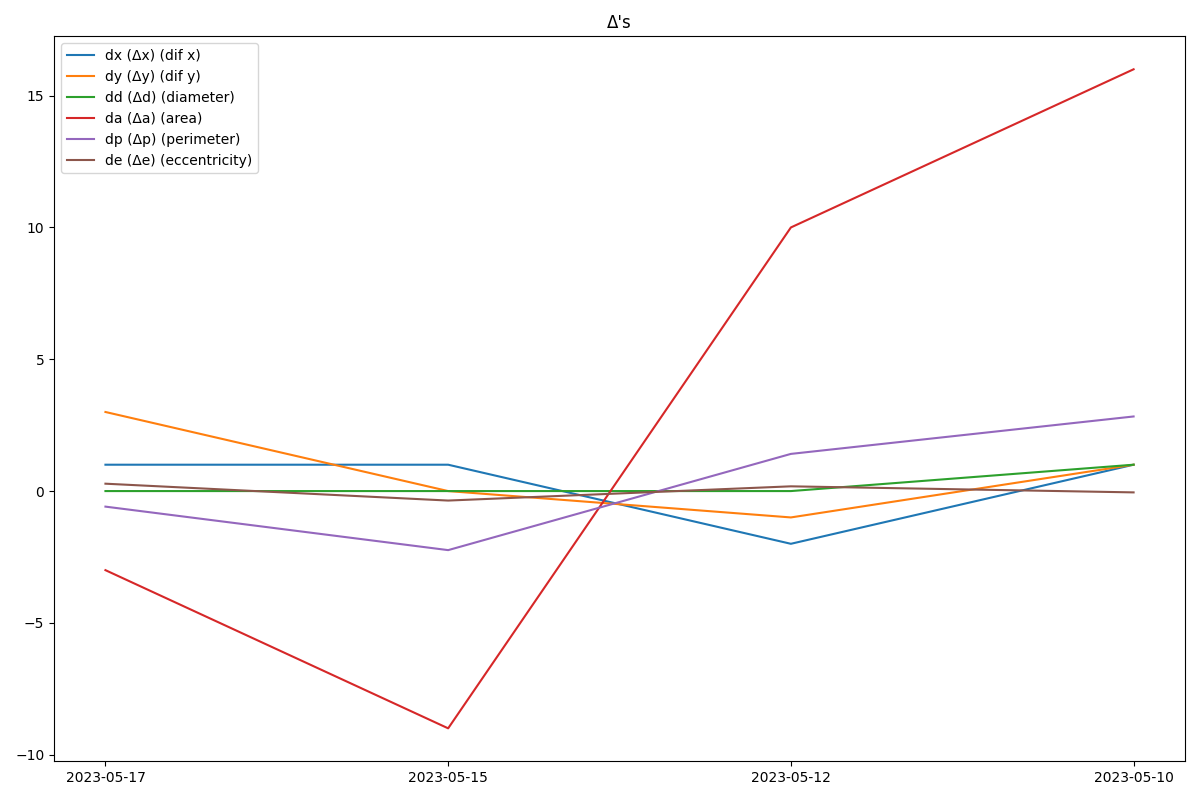 Δ's
dx (Δx) (dif x)
dy (Δy) (dif y)
dd (Δd) (diameter)
da (Δa) (area)
dp (Δp) (perimeter)
de (Δe) (eccentricity)
15
10
5
0
−5
−10
2023-05-17 2023-05-15 2023-05-12 2023-05-10